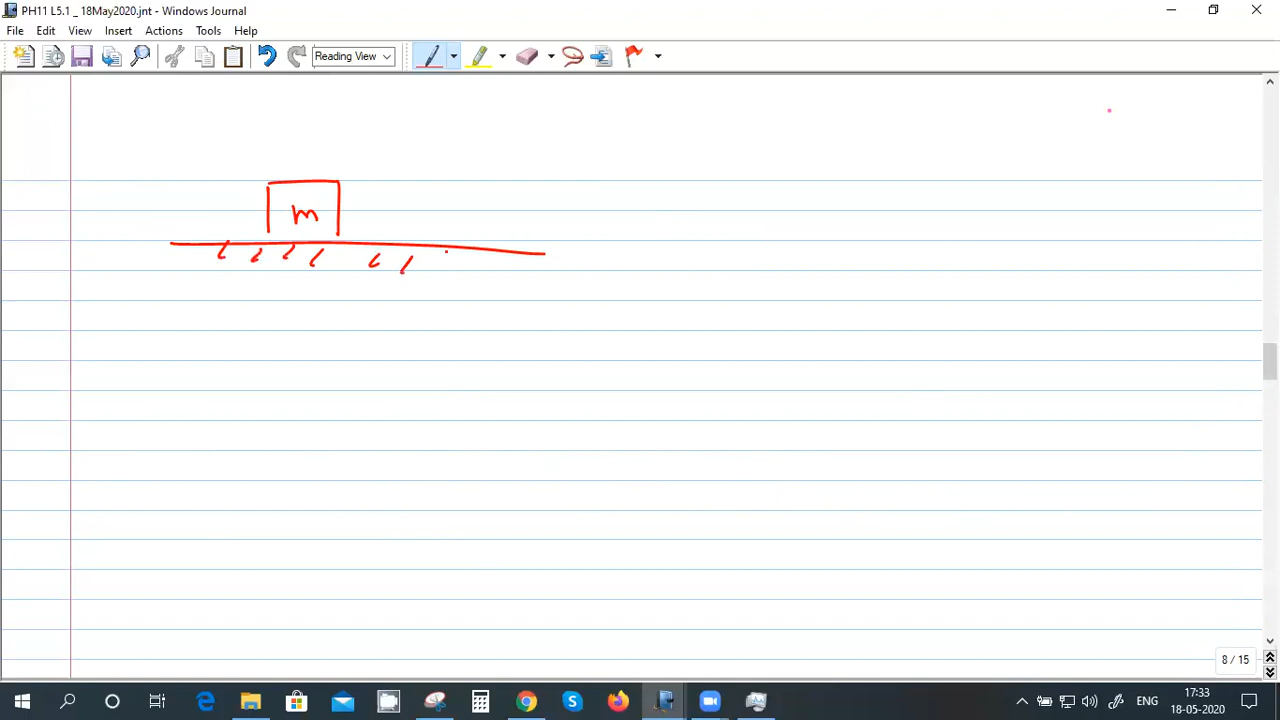 PH11 L5.1 _ 18May2020.jnt - Windows Journal
File Edit View Insert Actions Tools Help
Reading View
m
8 / 15
ENG
17:33
18-05-2020